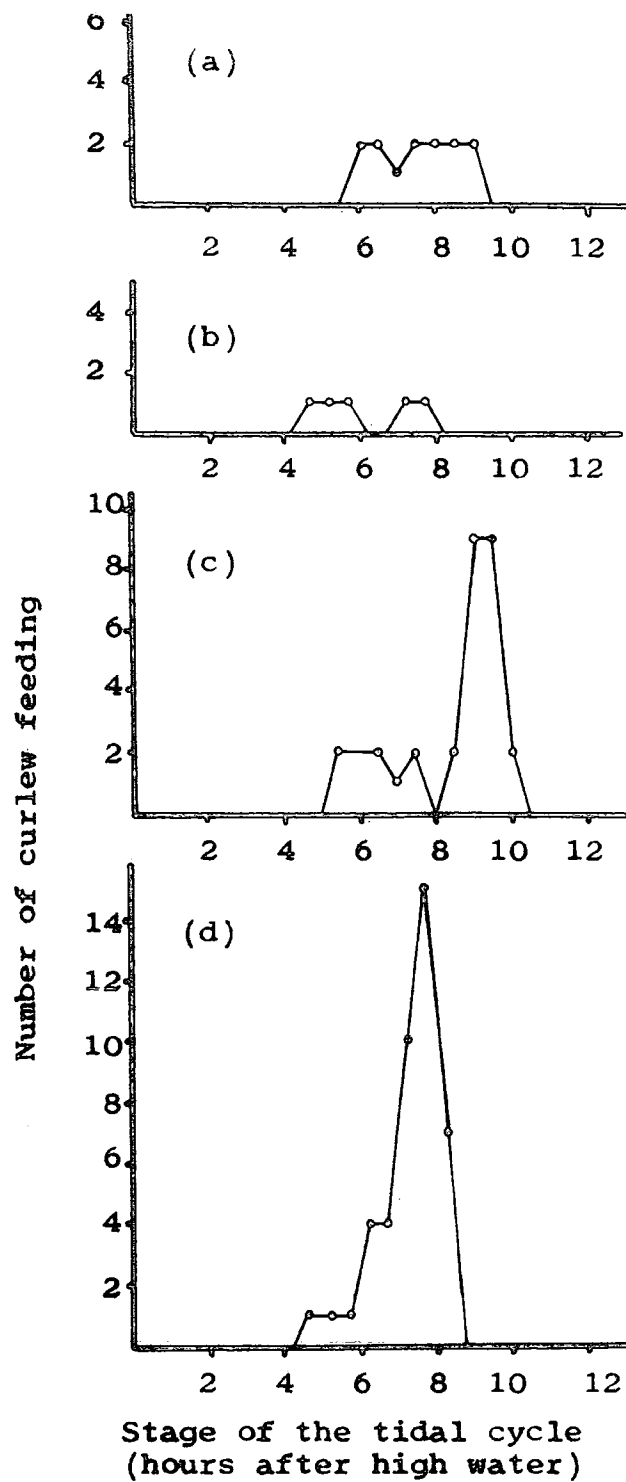 6
4
(a)
2
2 4 6 8 10 12
4
(b)
2
2 4 6 8 10 12
10
(c)
8
6
4
2
2 4 6 8 10 12
Number of curlew feeding
14
(d)
12
10
8
6
4
2
2 4 6 8 10 12
Stage of the tidal cycle
(hours after high water)